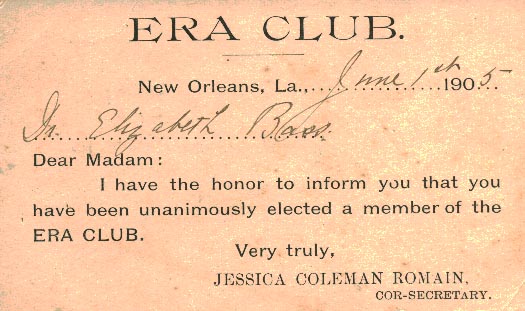 ERA CLUB.
New Orleans, La., June 1st 1905.
Dr. Elizabeth Bass.
Dear Madam:
I have the honor to inform you that you
have been unanimously elected a member of the
ERA CLUB.
Very truly,
JESSICA COLEMAN ROMAIN,
COR-SECRETARY.